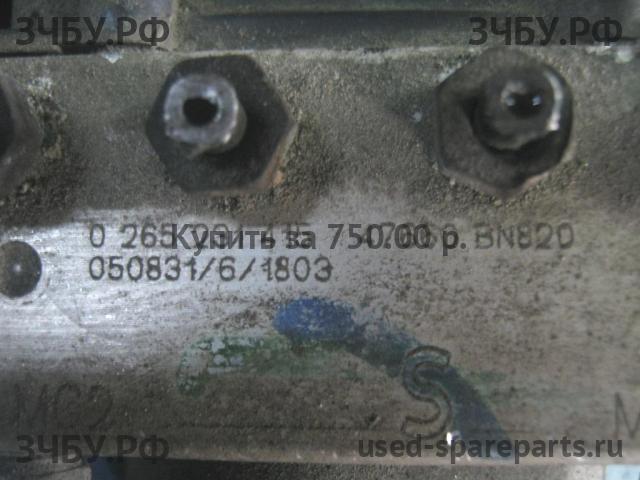 ЗЧБУ.РФ ЗЧБУ.РФ
0 265 BN820
Купить за 750.00 р.
050831/6/1803
S
MC2 M
ЗЧБУ.РФ used-spareparts.ru